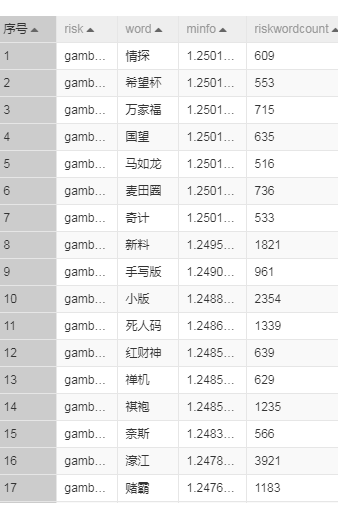 序号 risk word minfo riskwordcount
1 gamb... 情探 1.2501... 609
2 gamb... 希望杯 1.2501... 553
3 gamb... 万家福 1.2501... 715
4 gamb... 国望 1.2501... 635
5 gamb... 马如龙 1.2501... 516
6 gamb... 麦田圈 1.2501... 736
7 gamb... 奇计 1.2501... 533
8 gamb... 新料 1.2495... 1821
9 gamb... 手写版 1.2490... 961
10 gamb... 小版 1.2488... 2354
11 gamb... 死人码 1.2486... 1339
12 gamb... 红财神 1.2485... 639
13 gamb... 禅机 1.2485... 629
14 gamb... 褀袍 1.2485... 1235
15 gamb... 奈斯 1.2483... 566
16 gamb... 濠江 1.2478... 3921
17 gamb... 赌霸 1.2476... 1183